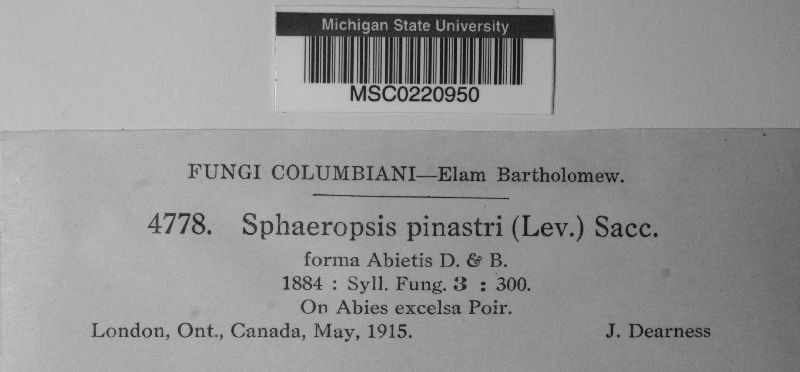 Michigan State University
MSC0220950
FUNGI COLUMBIANI—Elam Bartholomew.
4778. Sphaeropsis pinastri (Lev.) Sacc.
forma Abietis D. & B.
1884 : Syll. Fung. 3 : 300.
On Abies excelsa Poir.
London, Ont., Canada, May, 1915. J. Dearness